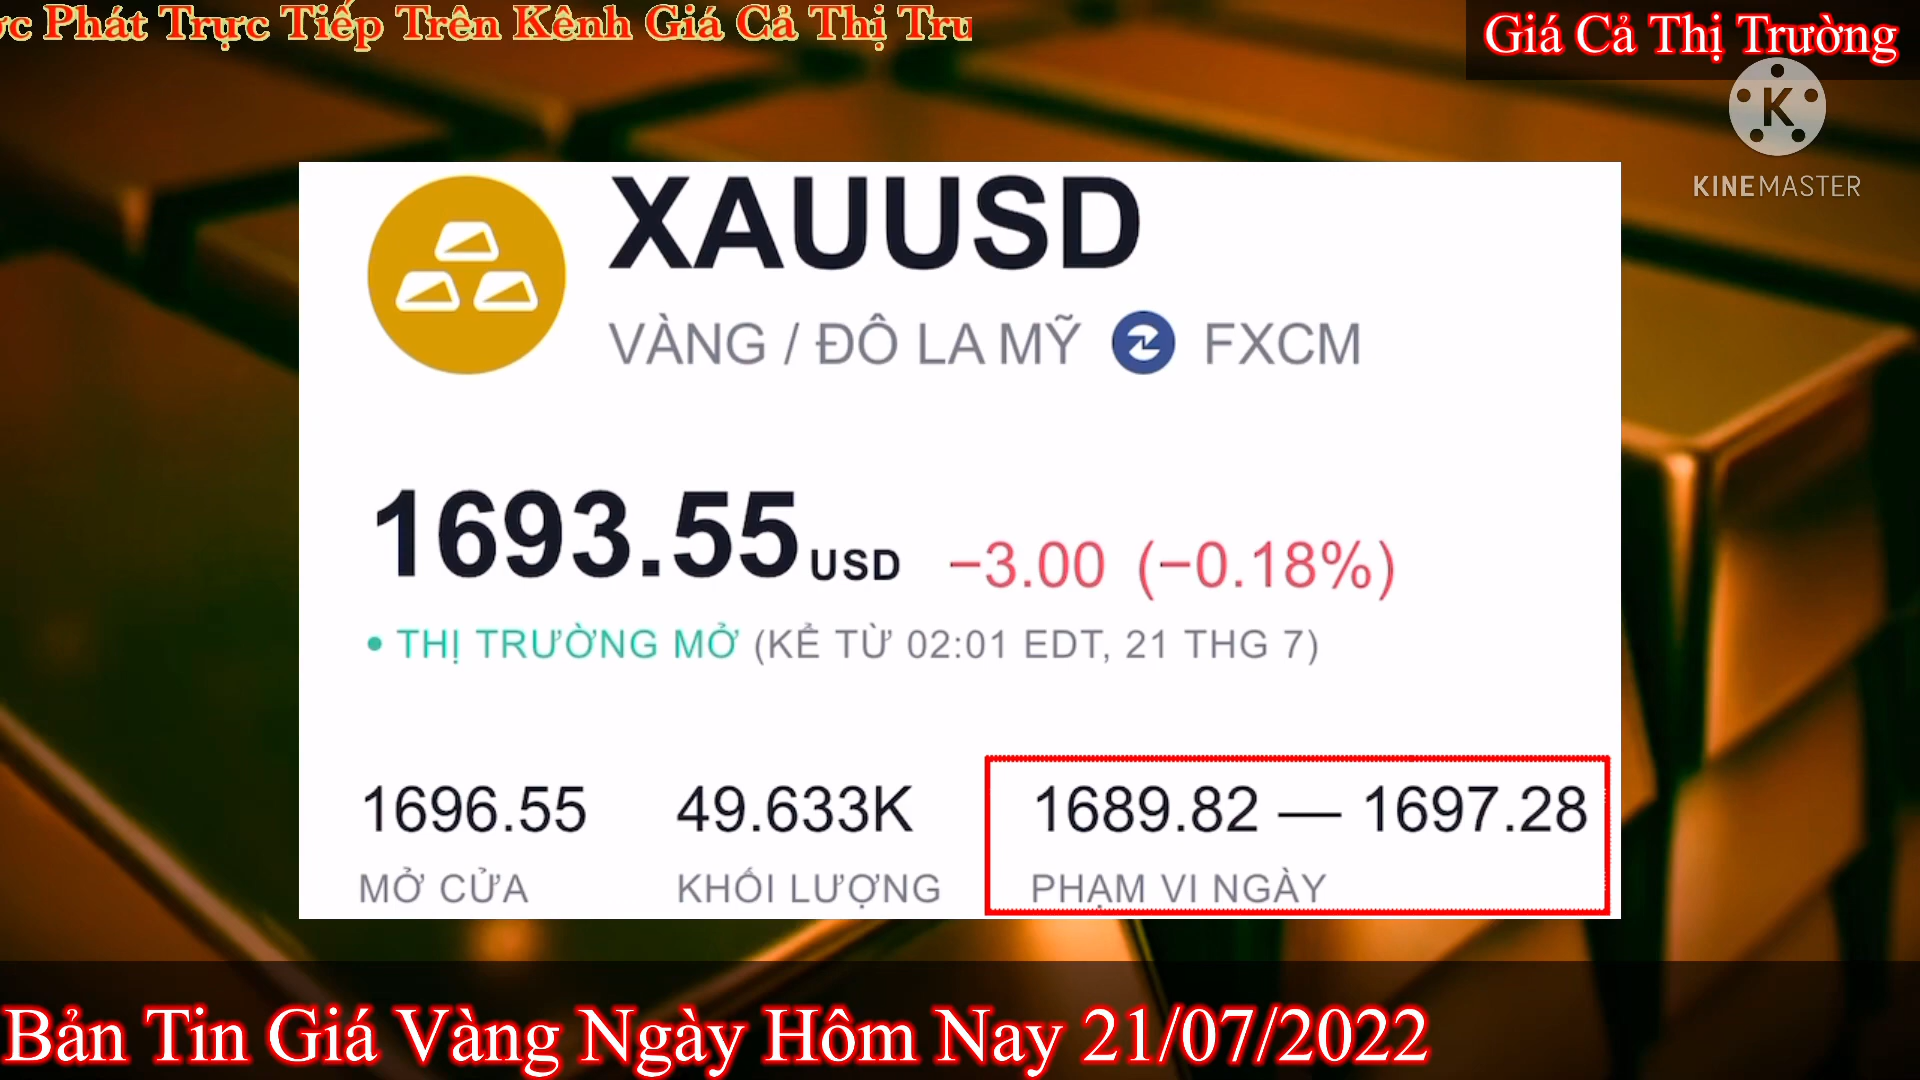 Phát Trực Tiếp Trên Kênh Giá Cả Thị
Giá Cả Thị Trường
K
KINEMASTER
XAUUSD
VÀNG / ĐÔ LA MỸ FXCM
1693.55 USD −3.00 (−0.18%)
• THỊ TRƯỜNG MỞ (KỂ TỪ 02:01 EDT, 21 THG 7)
1696.55 49.633K 1689.82 — 1697.28
MỞ CỬA KHỐI LƯỢNG PHẠM VI NGÀY
Bản Tin Giá Vàng Ngày Hôm Nay 21/07/2022